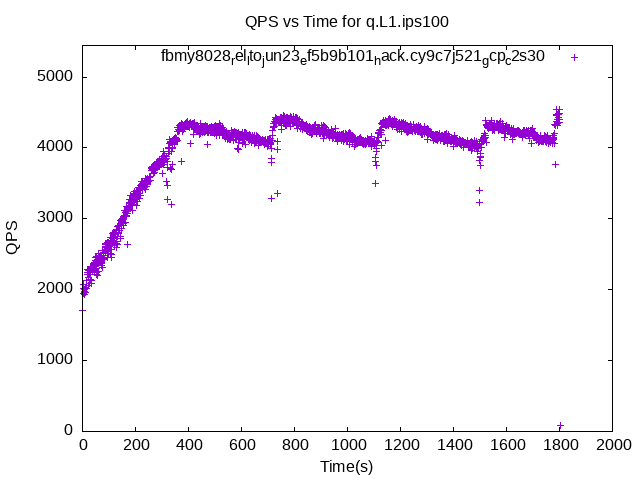 QPS vs Time for q.L1.ips100
fbmy8028relltojun23ef5b9b101hack.cy9c7j521gcpc2s30
5000
4000
3000
2000
1000
0
QPS
0 200 400 600 800 1000 1200 1400 1600 1800 2000
Time(s)